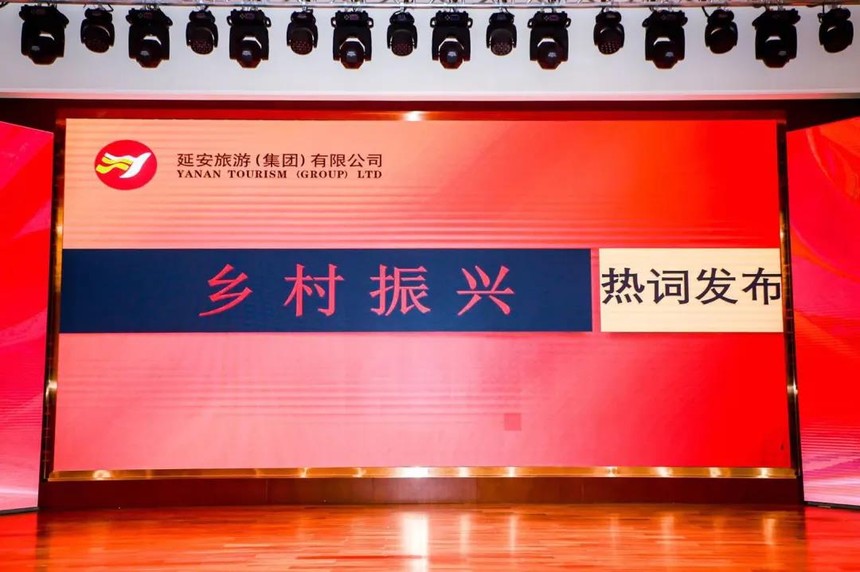 延安旅游(集团)有限公司
YANAN TOURISM (GROUP) LTD
乡村振兴 热词发布